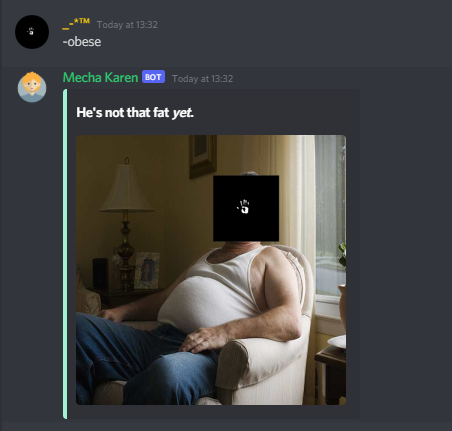 _-*™ Today at 13:32
-obese
Mecha Karen BOT Today at 13:32
He's not that fat yet.